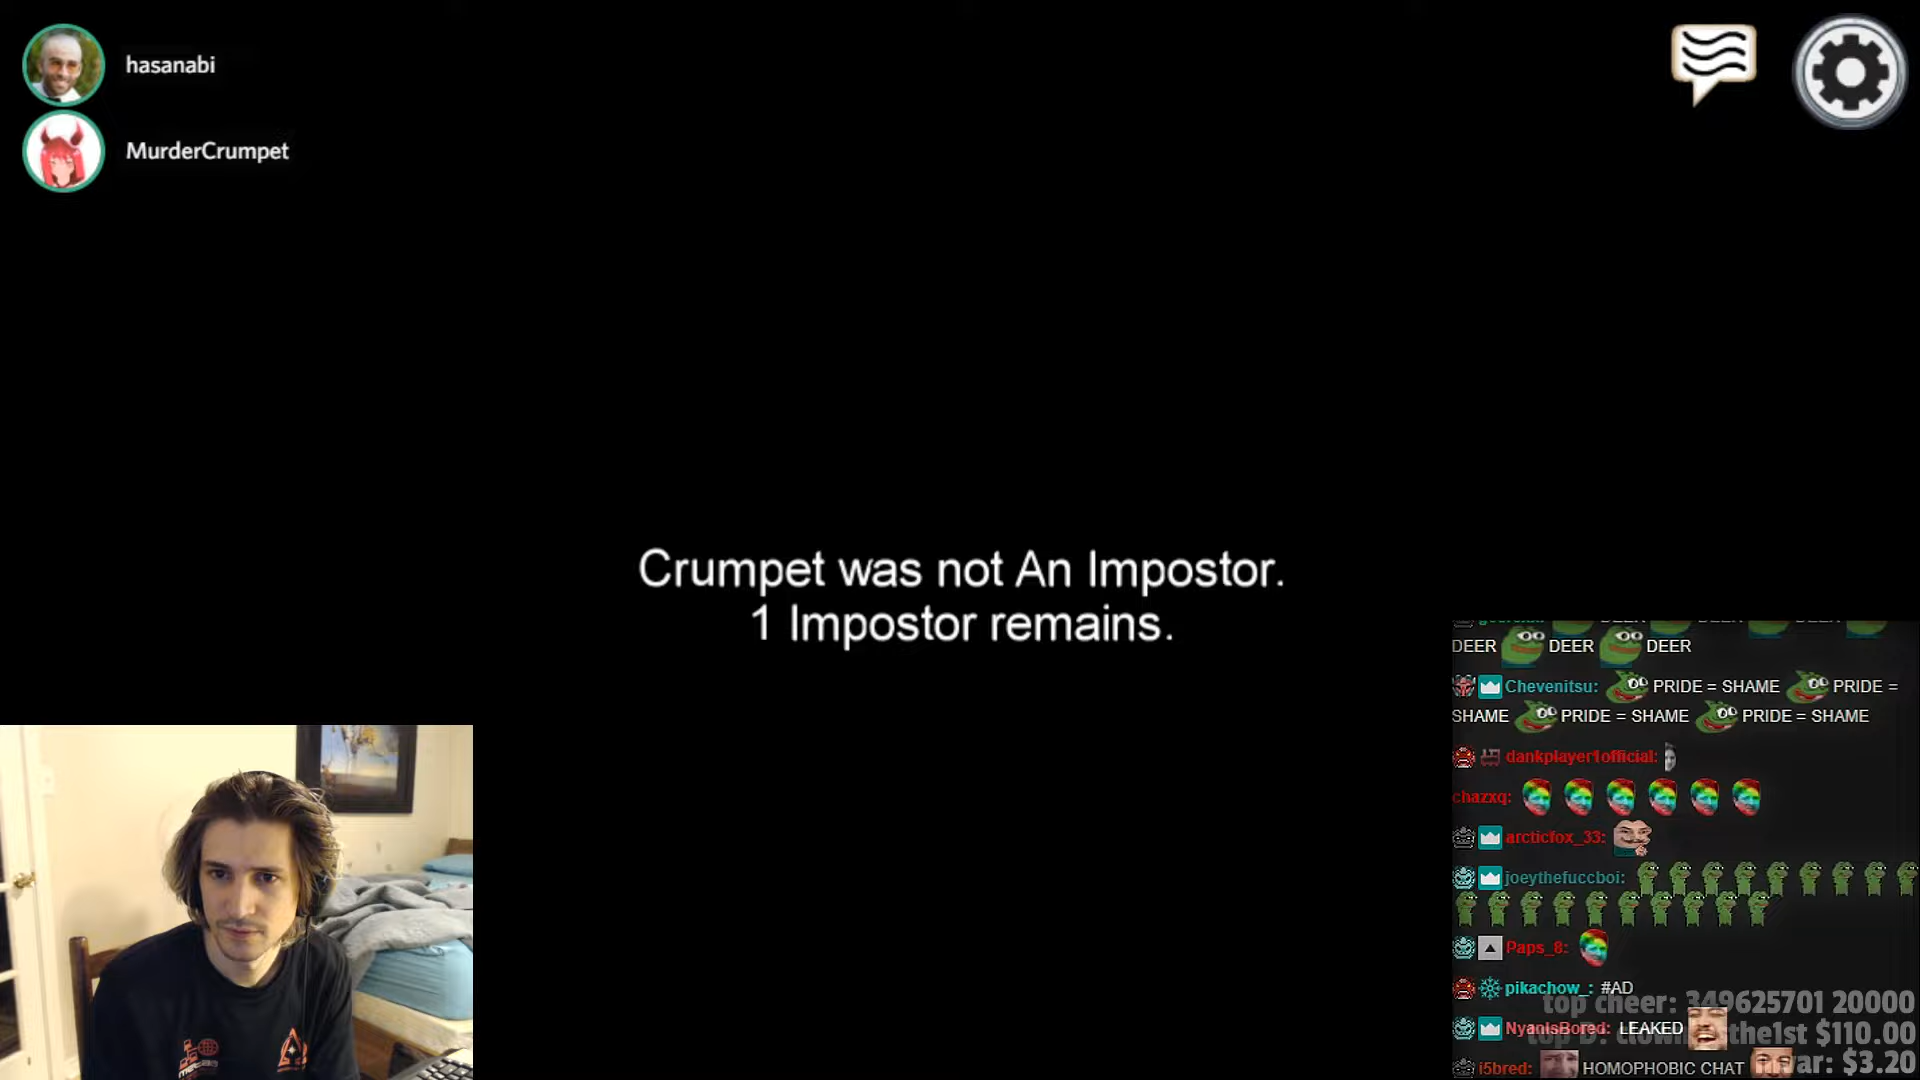 hasanabi
MurderCrumpet
Crumpet was not An Impostor.
1 Impostor remains.
DEER DEER DEER
Chevenitsu: PRIDE = SHAME PRIDE =
SHAME PRIDE = SHAME PRIDE = SHAME
dankplayer1official:
chazxq:
arcticfox_33:
joeythefuccboi:
Paps_8:
pikachow_: #AD
top cheer: 349625701 20000
NyanIsBored: LEAKED
the1st $110.00
i5bred: HOMOPHOBIC CHAT
$3.20